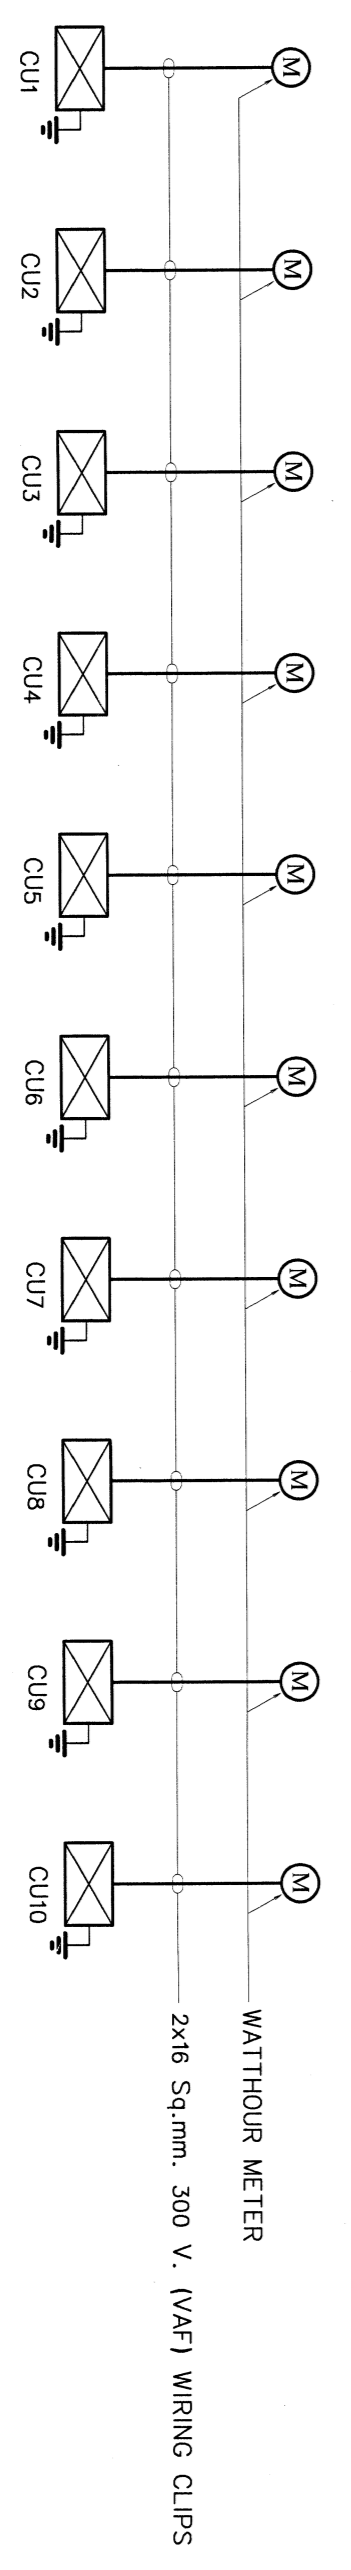 M
M
M
M
M
M
M
M
M
M
WATTHOUR METER
2x16 Sq.mm. 300 V. (VAF) WIRING CLIPS
CU1
CU2
CU3
CU4
CU5
CU6
CU7
CU8
CU9
CU10